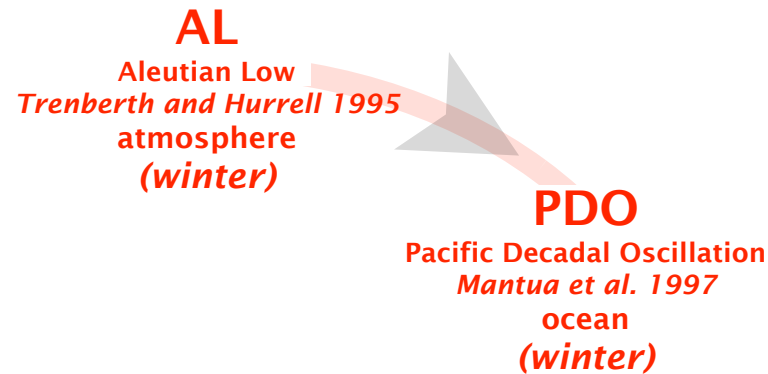 AL
Aleutian Low
Trenberth and Hurrell 1995
atmosphere
(winter)
PDO
Pacific Decadal Oscillation
Mantua et al. 1997
ocean
(winter)